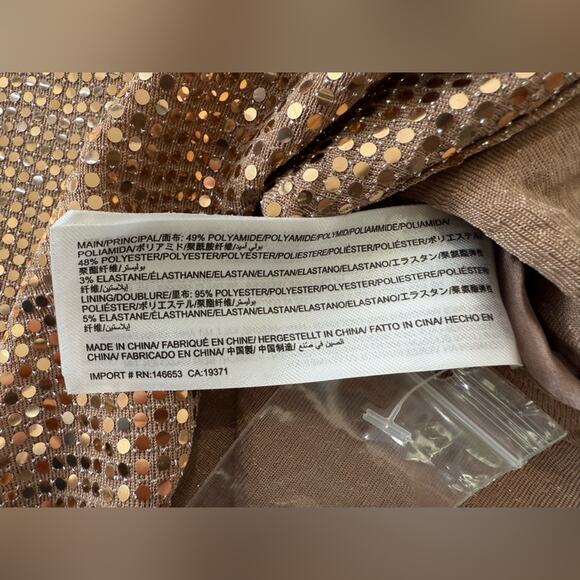 MAIN/PRINCIPAL/面布: 49% POLYAMIDE/POLYAMIDE/POLYMID/POLIAMMIDE/POLIAMIDA/
POLIAMIDA/ポリアミド/聚酰胺纤维/بولي أميد
48% POLYESTER/POLYESTER/POLYESTER/POLIESTERE/POLIÉSTER/POLIÉSTER/ポリエステル
聚酯纤维/بوليستر
3% ELASTANE/ÉLASTHANNE/ELASTAN/ELASTAN/ELASTANO/ELASTANO/エラスタン/聚氨酯弹性
纤维/إيلاستين
LINING/DOUBLURE/里布: 95% POLYESTER/POLYESTER/POLYESTER/POLIESTERE/POLIÉSTER/
POLIÉSTER/ポリエステル/聚酯纤维/بوليستر
5% ELASTANE/ÉLASTHANNE/ELASTAN/ELASTAN/ELASTANO/ELASTANO/エラスタン/聚氨酯弹性
纤维/إيلاستين
MADE IN CHINA/ FABRIQUÉ EN CHINE/ HERGESTELLT IN CHINA/ FATTO IN CINA/ HECHO EN
CHINA/ FABRICADO EN CHINA/ 中国製/ 中国制造/ الصين في صناع
IMPORT # RN:146653 CA:19371